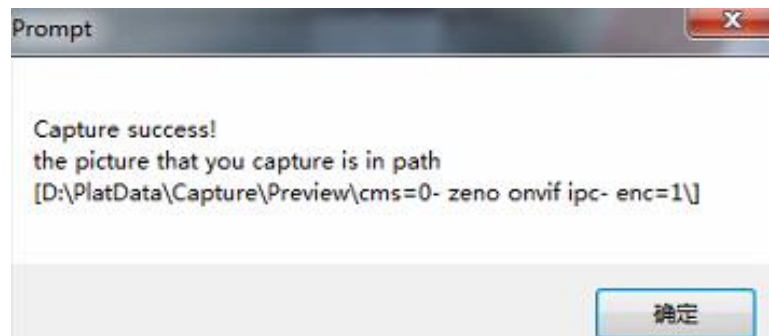 Prompt
Capture success!
the picture that you capture is in path
[D:\PlatData\Capture\Preview\cms=0- zeno onvif ipc- enc=1\]
确定